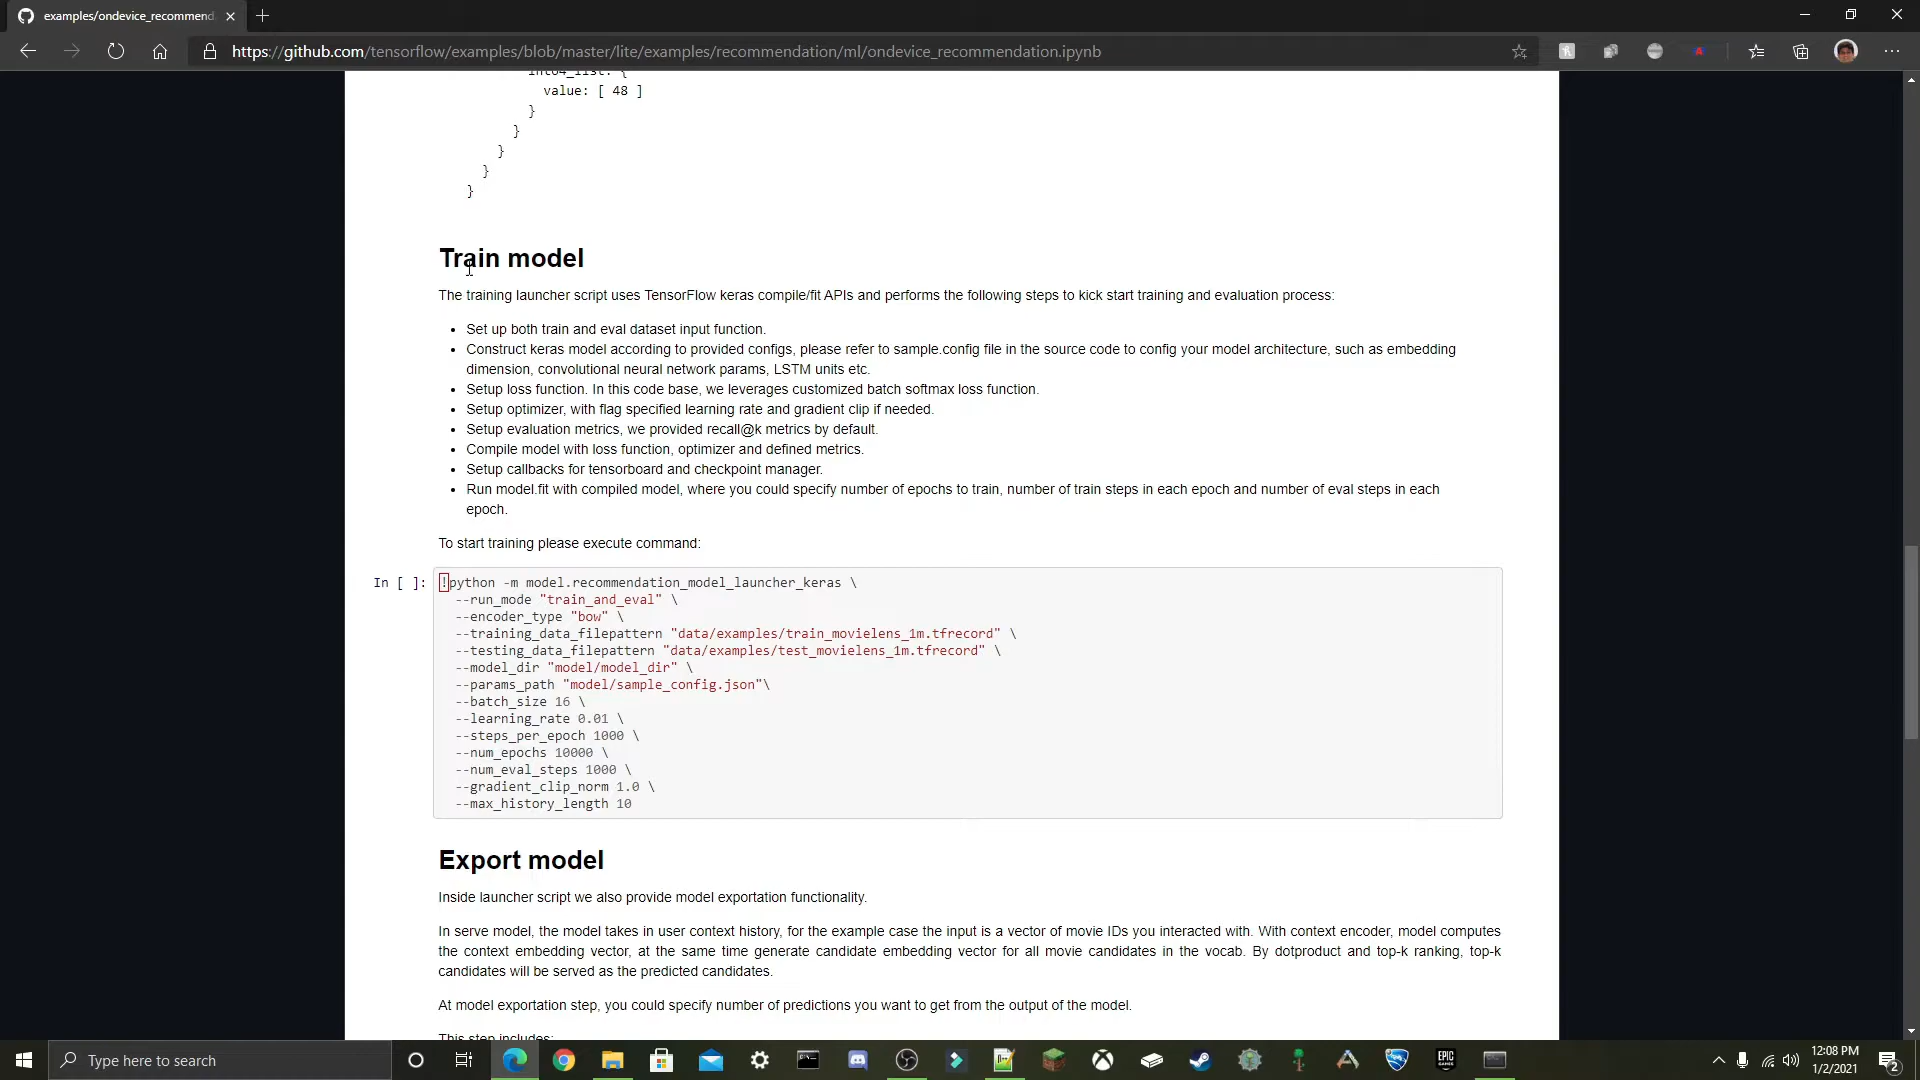 examples/ondevice_recommend
https://github.com/tensorflow/examples/blob/master/lite/examples/recommendation/ml/ondevice_recommendation.ipynb
value: [ 48 ]
}
}
}
}
}
Train model
The training launcher script uses TensorFlow keras compile/fit APIs and performs the following steps to kick start training and evaluation process:
• Set up both train and eval dataset input function.
• Construct keras model according to provided configs, please refer to sample.config file in the source code to config your model architecture, such as embedding
dimension, convolutional neural network params, LSTM units etc.
• Setup loss function. In this code base, we leverages customized batch softmax loss function.
• Setup optimizer, with flag specified learning rate and gradient clip if needed.
• Setup evaluation metrics, we provided recall@k metrics by default.
• Compile model with loss function, optimizer and defined metrics.
• Setup callbacks for tensorboard and checkpoint manager.
• Run model.fit with compiled model, where you could specify number of epochs to train, number of train steps in each epoch and number of eval steps in each
epoch.
To start training please execute command:
In [ ]: !python -m model.recommendation_model_launcher_keras \
--run_mode "train_and_eval" \
--encoder_type "bow" \
--training_data_filepattern "data/examples/train_movielens_1m.tfrecord" \
--testing_data_filepattern "data/examples/test_movielens_1m.tfrecord" \
--model_dir "model/model_dir" \
--params_path "model/sample_config.json"\
--batch_size 16 \
--learning_rate 0.01 \
--steps_per_epoch 1000 \
--num_epochs 10000 \
--num_eval_steps 1000 \
--gradient_clip_norm 1.0 \
--max_history_length 10
Export model
Inside launcher script we also provide model exportation functionality.
In serve model, the model takes in user context history, for the example case the input is a vector of movie IDs you interacted with. With context encoder, model computes
the context embedding vector, at the same time generate candidate embedding vector for all movie candidates in the vocab. By dotproduct and top-k ranking, top-k
candidates will be served as the predicted candidates.
At model exportation step, you could specify number of predictions you want to get from the output of the model.
This step includes:
Type here to search
EPIC
GAMES
12:08 PM
1/2/2021
2